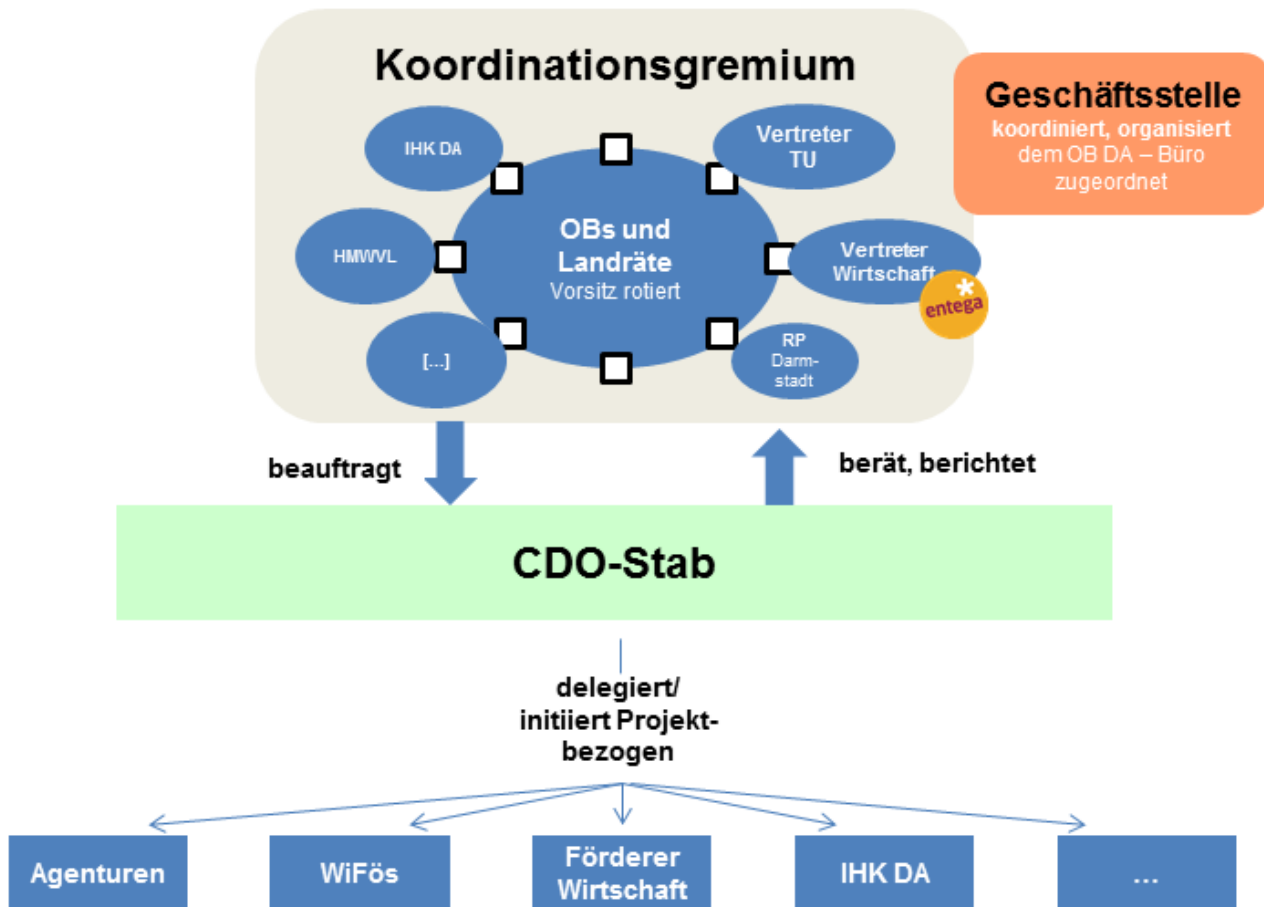 Koordinationsgremium
Geschäftsstelle
koordiniert, organisiert
dem OB DA – Büro
zugeordnet
IHK DA
Vertreter
TU
HMWVL
OBs und
Landräte
Vorsitz rotiert
Vertreter
Wirtschaft
entega
[...]
RP
Darm-
stadt
beauftragt
berät, berichtet
CDO-Stab
delegiert/
initiiert Projekt-
bezogen
Agenturen
WiFös
Förderer
Wirtschaft
IHK DA
...